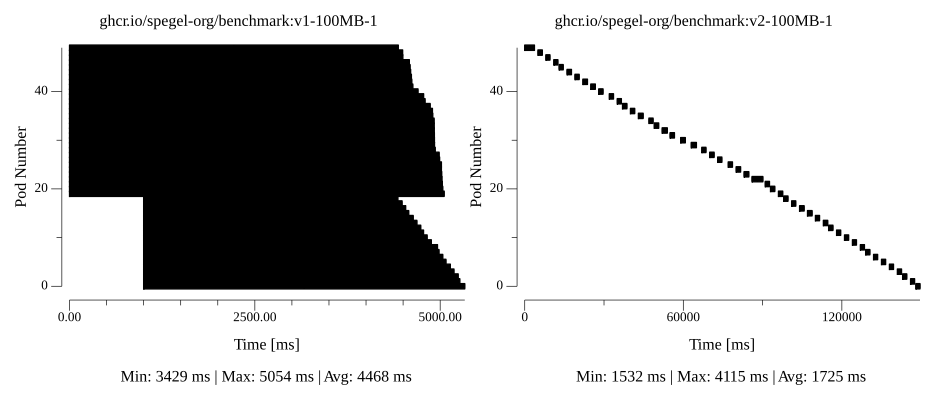 ghcr.io/spegel-org/benchmark:v1-100MB-1
Pod Number
40
20
0
0.00 2500.00 5000.00
Time [ms]
Min: 3429 ms | Max: 5054 ms | Avg: 4468 ms
ghcr.io/spegel-org/benchmark:v2-100MB-1
Pod Number
40
20
0
0 60000 120000
Time [ms]
Min: 1532 ms | Max: 4115 ms | Avg: 1725 ms